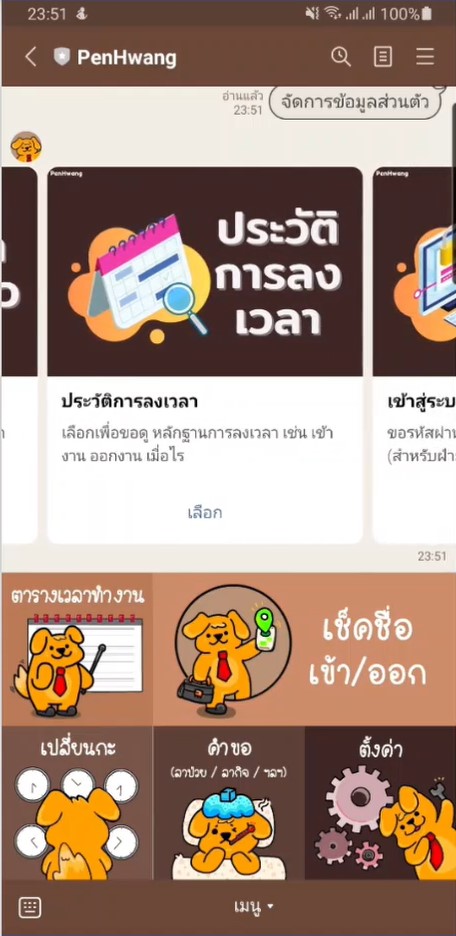 23:51
100%
PenHwang
อ่านแล้ว
23:51
จัดการข้อมูลส่วนตัว
PenHwang
ประวัติ
การลง
เวลา
ประวัติการลงเวลา
เลือกเพื่อขอดู หลักฐานการลงเวลา เช่น เข้า
งาน ออกงาน เมื่อไร
เลือก
PenHwang
เข้าสู่ระบ
ขอรหัสผ่าน
23:51
ตารางเวลาทำงาน
เช็คชื่อ
เข้า/ออก
เปลี่ยนกะ
คำขอ
(ลาป่วย / ลากิจ / ฯลฯ)
ตั้งค่า
เมนู